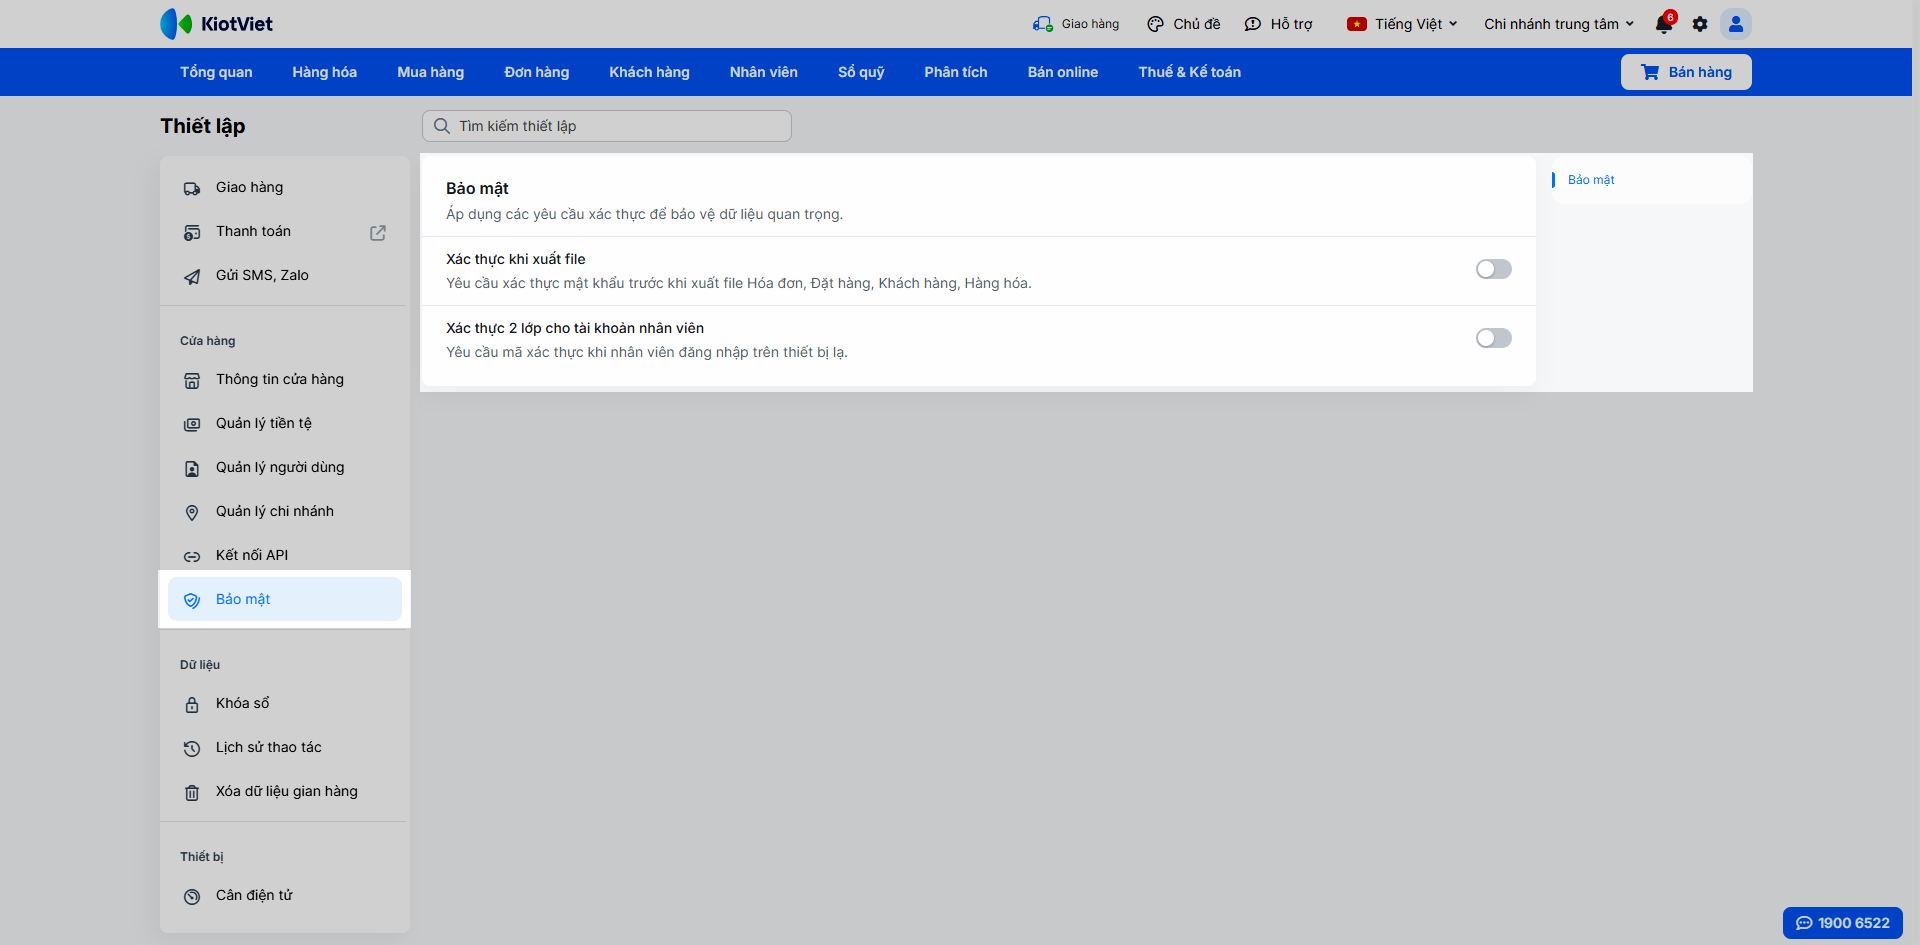 KiotViet
Giao hàng
Chủ đề
Hỗ trợ
Tiếng Việt
Chi nhánh trung tâm
6
Tổng quan
Hàng hóa
Mua hàng
Đơn hàng
Khách hàng
Nhân viên
Sổ quỹ
Phân tích
Bán online
Thuế & Kế toán
Bán hàng
Thiết lập
Tìm kiếm thiết lập
Giao hàng
Thanh toán
Gửi SMS, Zalo
Cửa hàng
Thông tin cửa hàng
Quản lý tiền tệ
Quản lý người dùng
Quản lý chi nhánh
Kết nối API
Bảo mật
Dữ liệu
Khóa sổ
Lịch sử thao tác
Xóa dữ liệu gian hàng
Thiết bị
Cân điện tử
Bảo mật
Áp dụng các yêu cầu xác thực để bảo vệ dữ liệu quan trọng.
Xác thực khi xuất file
Yêu cầu xác thực mật khẩu trước khi xuất file Hóa đơn, Đặt hàng, Khách hàng, Hàng hóa.
Xác thực 2 lớp cho tài khoản nhân viên
Yêu cầu mã xác thực khi nhân viên đăng nhập trên thiết bị lạ.
Bảo mật
1900 6522